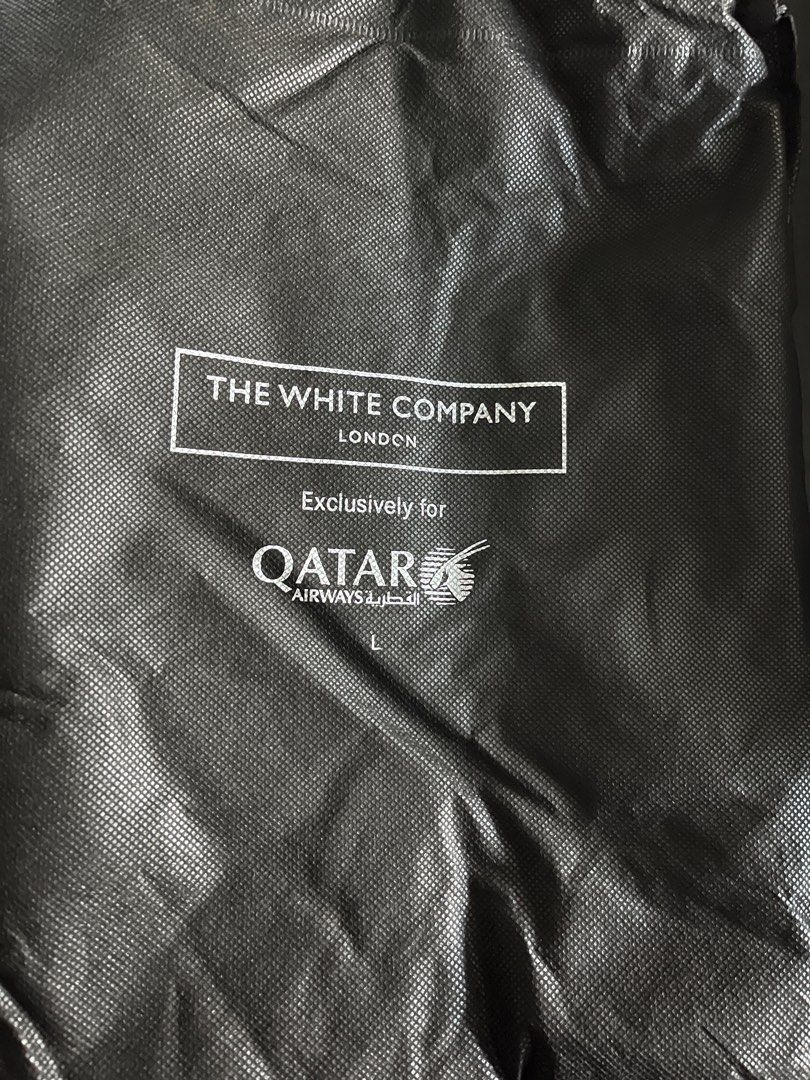 THE WHITE COMPANY
LONDON
Exclusively for
QATAR
AIRWAYS القطرية
L